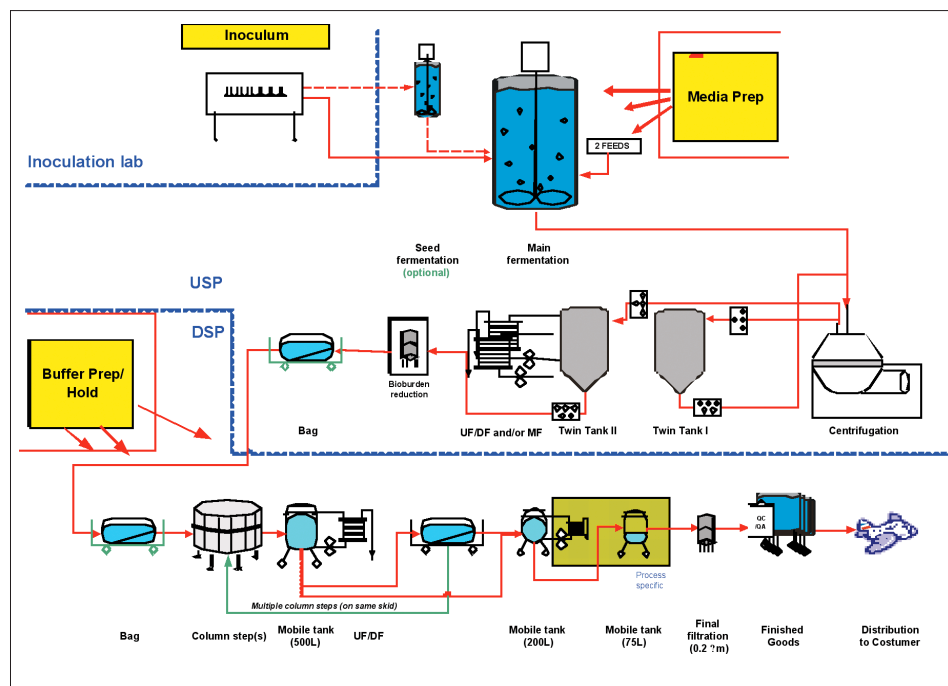 Inoculum
Media Prep
2 FEEDS
Inoculation lab
Seed
fermentation
(optional)
Main
fermentation
USP
DSP
Buffer Prep/
Hold
Bioburden
reduction
Bag
UF/DF and/or MF
Twin Tank II
Twin Tank I
Centrifugation
QC
/QA
Process
specific
Multiple column steps (on same skid)
Bag
Column step(s)
Mobile tank
(500L)
UF/DF
Mobile tank
(200L)
Mobile tank
(75L)
Final
filtration
(0.2 ?m)
Finished
Goods
Distribution
to Costumer